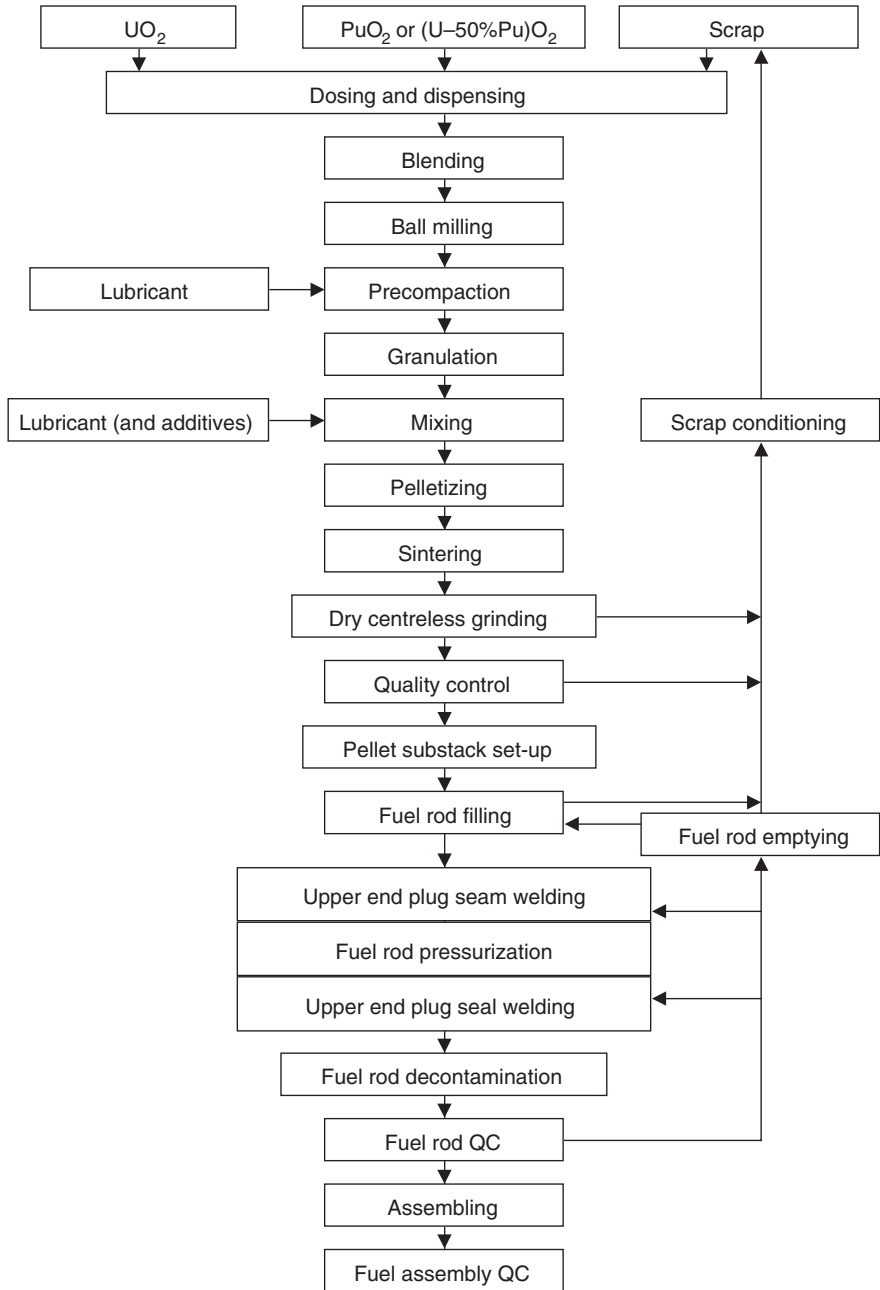 UO₂
PuO₂ or (U–50%Pu)O₂
Scrap
Dosing and dispensing
Blending
Ball milling
Lubricant
Precompaction
Granulation
Lubricant (and additives)
Mixing
Scrap conditioning
Pelletizing
Sintering
Dry centreless grinding
Quality control
Pellet substack set-up
Fuel rod filling
Fuel rod emptying
Upper end plug seam welding
Fuel rod pressurization
Upper end plug seal welding
Fuel rod decontamination
Fuel rod QC
Assembling
Fuel assembly QC